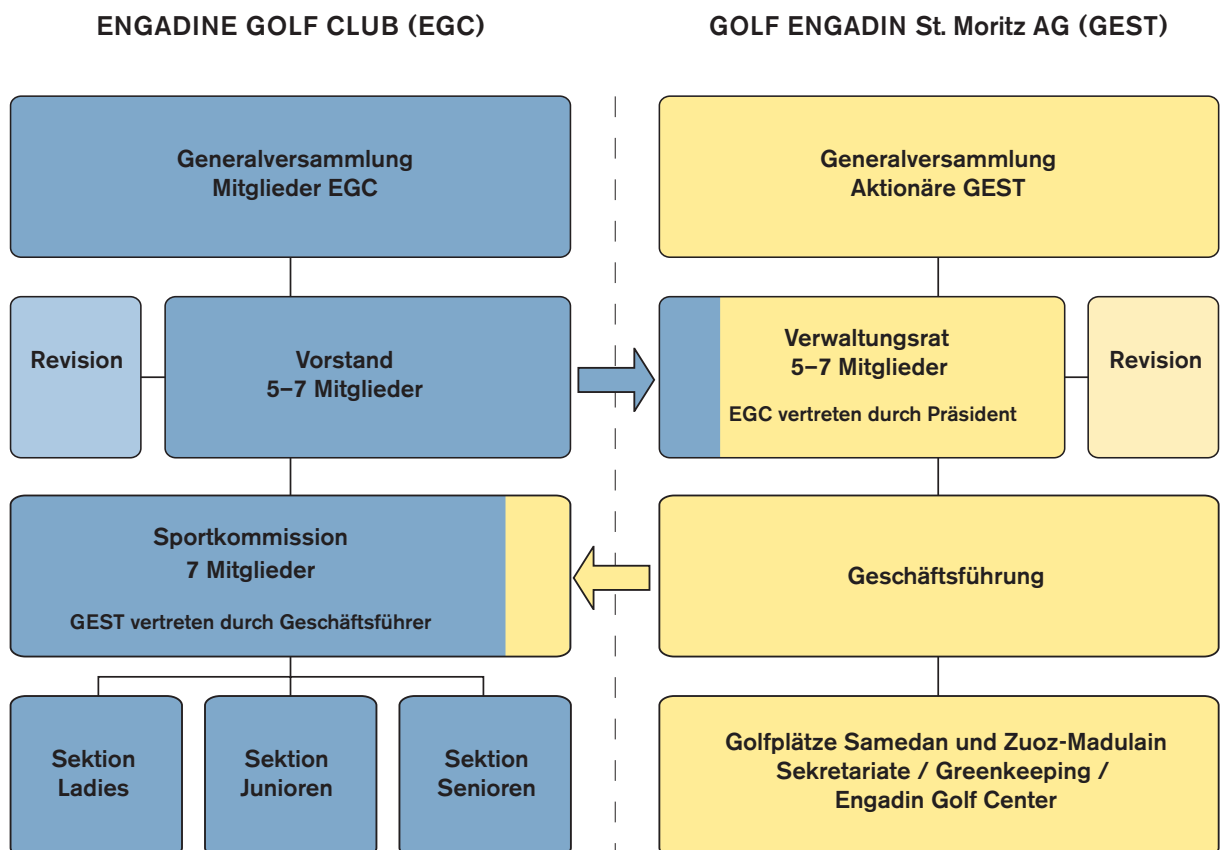 ENGADINE GOLF CLUB (EGC)
GOLF ENGADIN St. Moritz AG (GEST)
Generalversammlung
Mitglieder EGC
Generalversammlung
Aktionäre GEST
Revision
Vorstand
5–7 Mitglieder
Verwaltungsrat
5–7 Mitglieder
EGC vertreten durch Präsident
Revision
Sportkommission
7 Mitglieder
GEST vertreten durch Geschäftsführer
Geschäftsführung
Sektion
Ladies
Sektion
Junioren
Sektion
Senioren
Golfplätze Samedan und Zuoz-Madulain
Sekretariate / Greenkeeping /
Engadin Golf Center